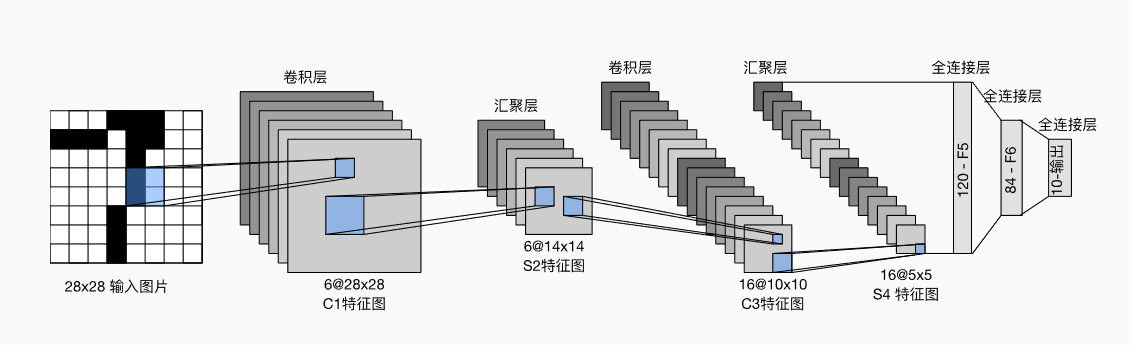 卷积层
汇聚层
卷积层
汇聚层
全连接层
全连接层
全连接层
120 - F5
84 - F6
10-输出
28x28 输入图片
6@28x28
C1特征图
6@14x14
S2特征图
16@10x10
C3特征图
16@5x5
S4 特征图